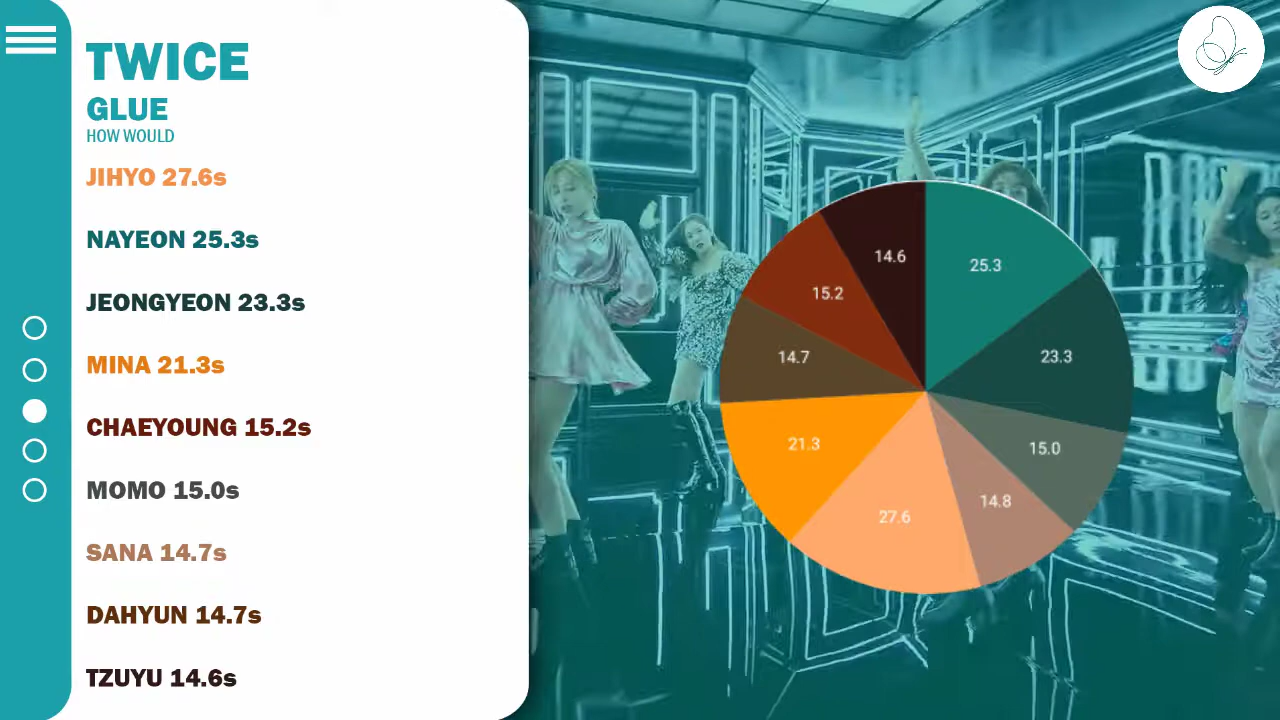 TWICE
GLUE
HOW WOULD
JIHYO 27.6s
NAYEON 25.3s
JEONGYEON 23.3s
MINA 21.3s
CHAEYOUNG 15.2s
MOMO 15.0s
SANA 14.7s
DAHYUN 14.7s
TZUYU 14.6s
14.6
25.3
15.2
23.3
14.7
21.3
15.0
14.8
27.6